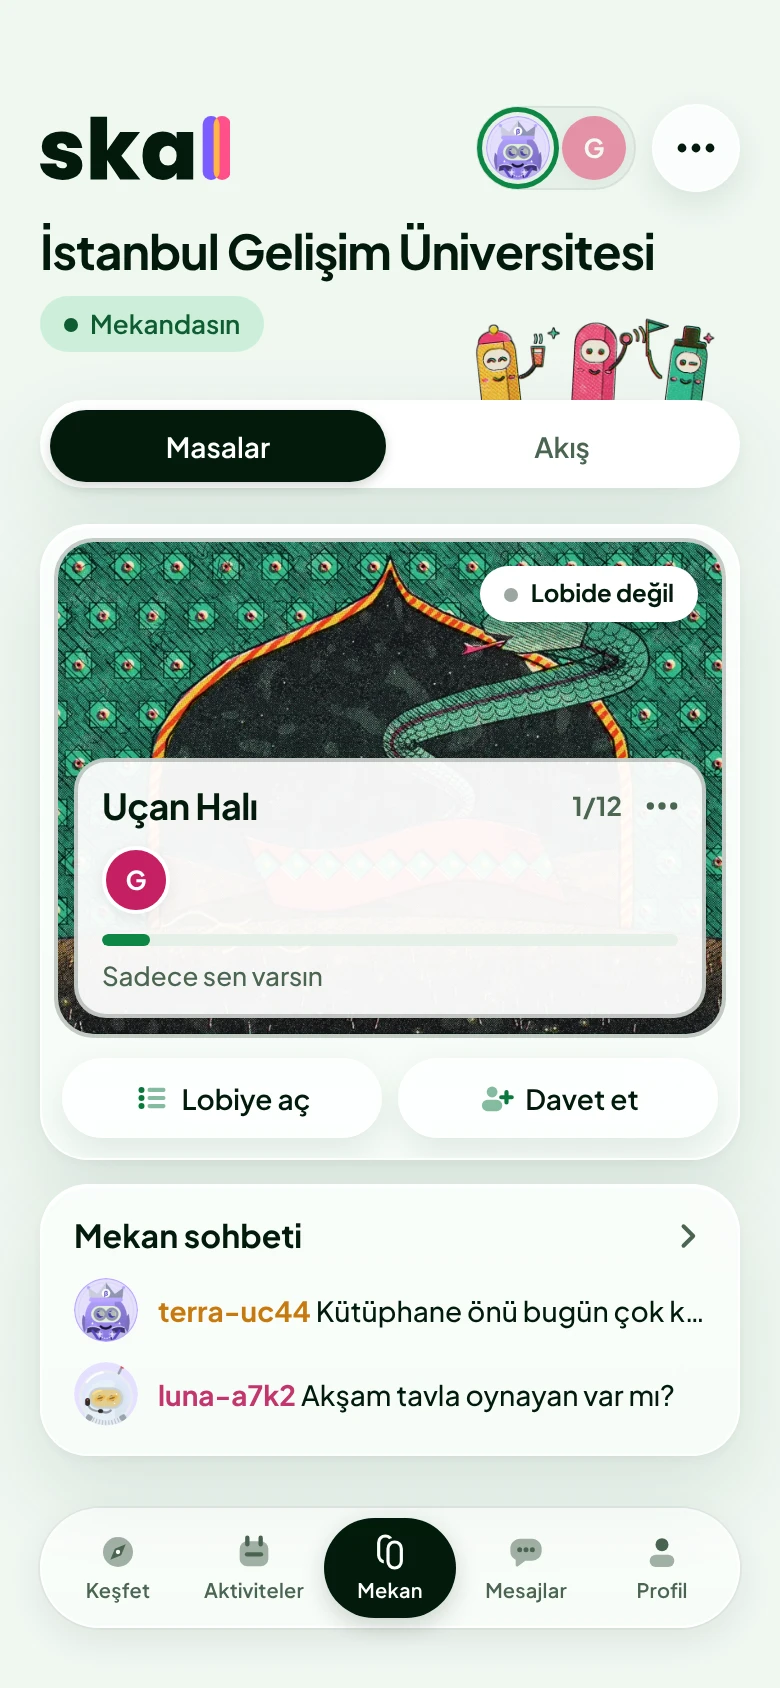 skall
G
İstanbul Gelişim Üniversitesi
Mekandasın
Masalar
Akış
Lobide değil
Uçan Halı
1/12
G
Sadece sen varsın
Lobiye aç
Davet et
Mekan sohbeti
terra-uc44 Kütüphane önü bugün çok k...
luna-a7k2 Akşam tavla oynayan var mı?
Keşfet
Aktiviteler
Mekan
Mesajlar
Profil